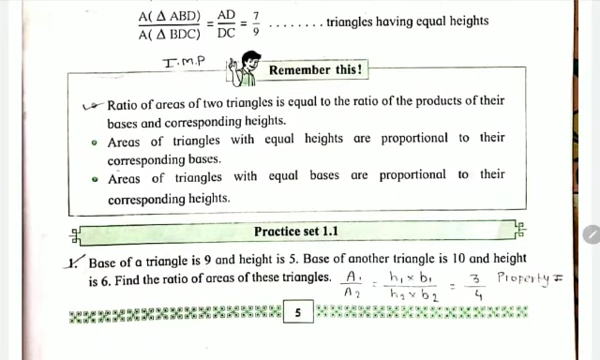 A( Δ ABD) / A( Δ BDC) = AD / DC = 7 / 9 ........ triangles having equal heights
I.M.P
Remember this!
Ratio of areas of two triangles is equal to the ratio of the products of their
bases and corresponding heights.
• Areas of triangles with equal heights are proportional to their
corresponding bases.
• Areas of triangles with equal bases are proportional to their
corresponding heights.
Practice set 1.1
1. Base of a triangle is 9 and height is 5. Base of another triangle is 10 and height
is 6. Find the ratio of areas of these triangles. A₁ / A₂ = h₁ × b₁ / h₂ × b₂ = 3 / 4 Property
5